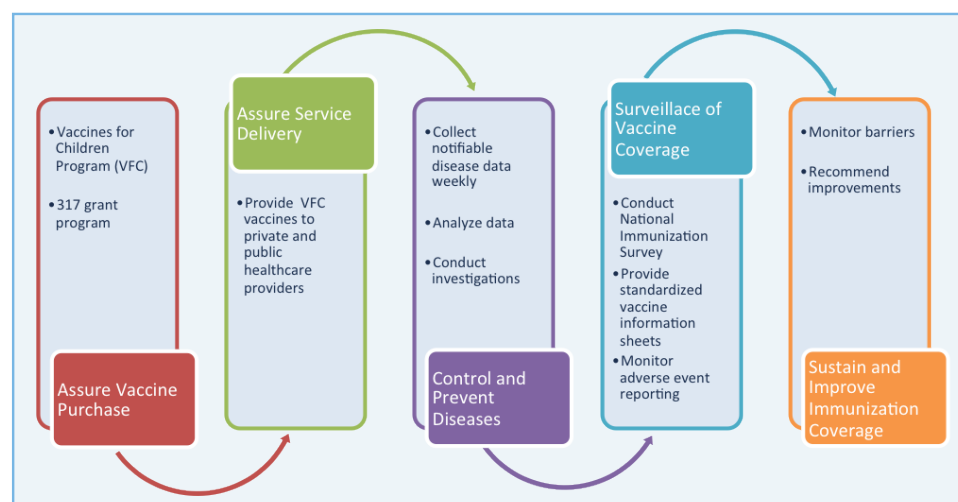 •Vaccines for
Children
Program (VFC)
•317 grant
program
Assure Vaccine
Purchase
Assure Service
Delivery
•Provide VFC
vaccines to
private and
public
healthcare
providers
•Collect
notifiable
disease data
weekly
•Analyze data
•Conduct
investigations
Control and
Prevent
Diseases
Surveillace of
Vaccine
Coverage
•Conduct
National
Immunization
Survey
•Provide
standardized
vaccine
information
sheets
•Monitor
adverse event
reporting
•Monitor barriers
•Recommend
improvements
Sustain and
Improve
Immunization
Coverage